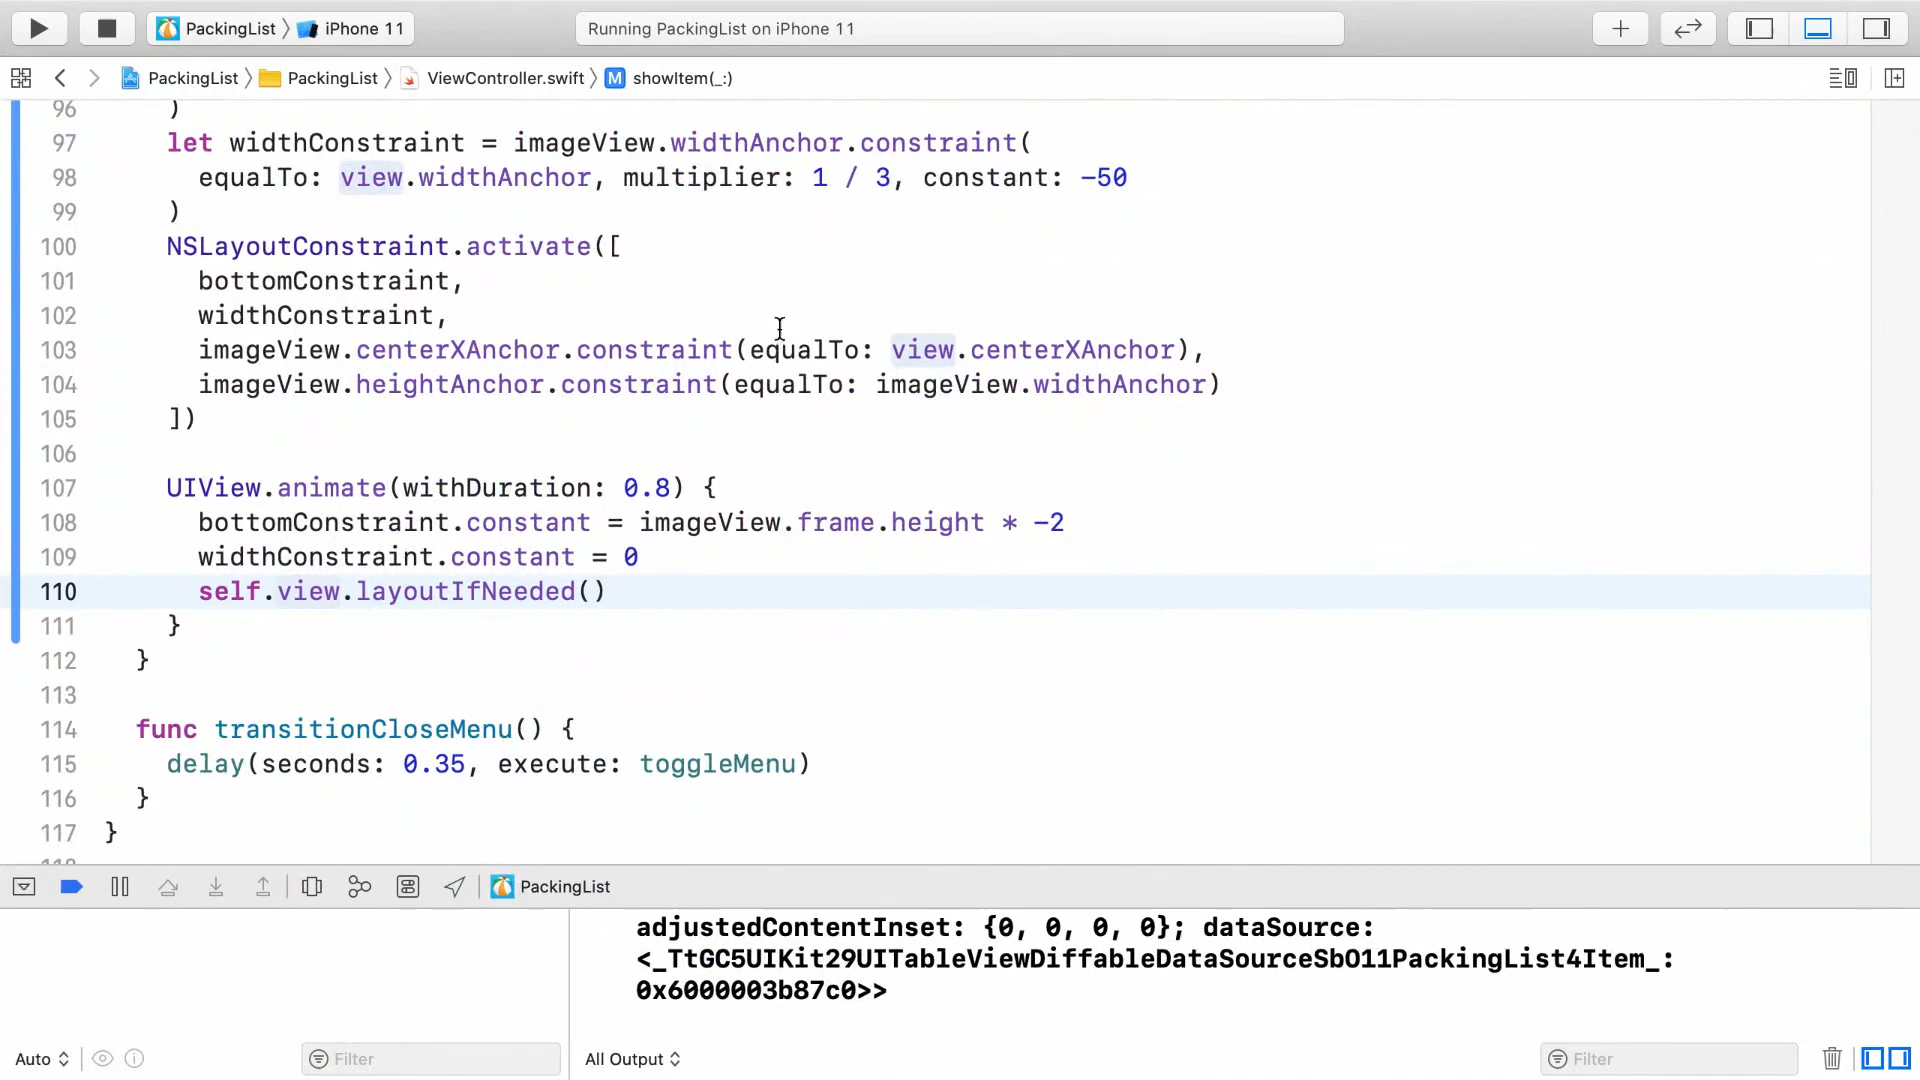 PackingList iPhone 11
Running PackingList on iPhone 11
PackingList PackingList ViewController.swift M showItem(_:)
96 )
97 let widthConstraint = imageView.widthAnchor.constraint(
98 equalTo: view.widthAnchor, multiplier: 1 / 3, constant: -50
99 )
100 NSLayoutConstraint.activate([
101 bottomConstraint,
102 widthConstraint,
103 imageView.centerXAnchor.constraint(equalTo: view.centerXAnchor),
104 imageView.heightAnchor.constraint(equalTo: imageView.widthAnchor)
105 ])
106
107 UIView.animate(withDuration: 0.8) {
108 bottomConstraint.constant = imageView.frame.height * -2
109 widthConstraint.constant = 0
110 self.view.layoutIfNeeded()
111 }
112 }
113
114 func transitionCloseMenu() {
115 delay(seconds: 0.35, execute: toggleMenu)
116 }
117 }
PackingList
adjustedContentInset: {0, 0, 0, 0}; dataSource:
<_TtGC5UIKit29UITableViewDiffableDataSourceSbO11PackingList4Item_:
0x6000003b87c0>>
Auto Filter All Output Filter